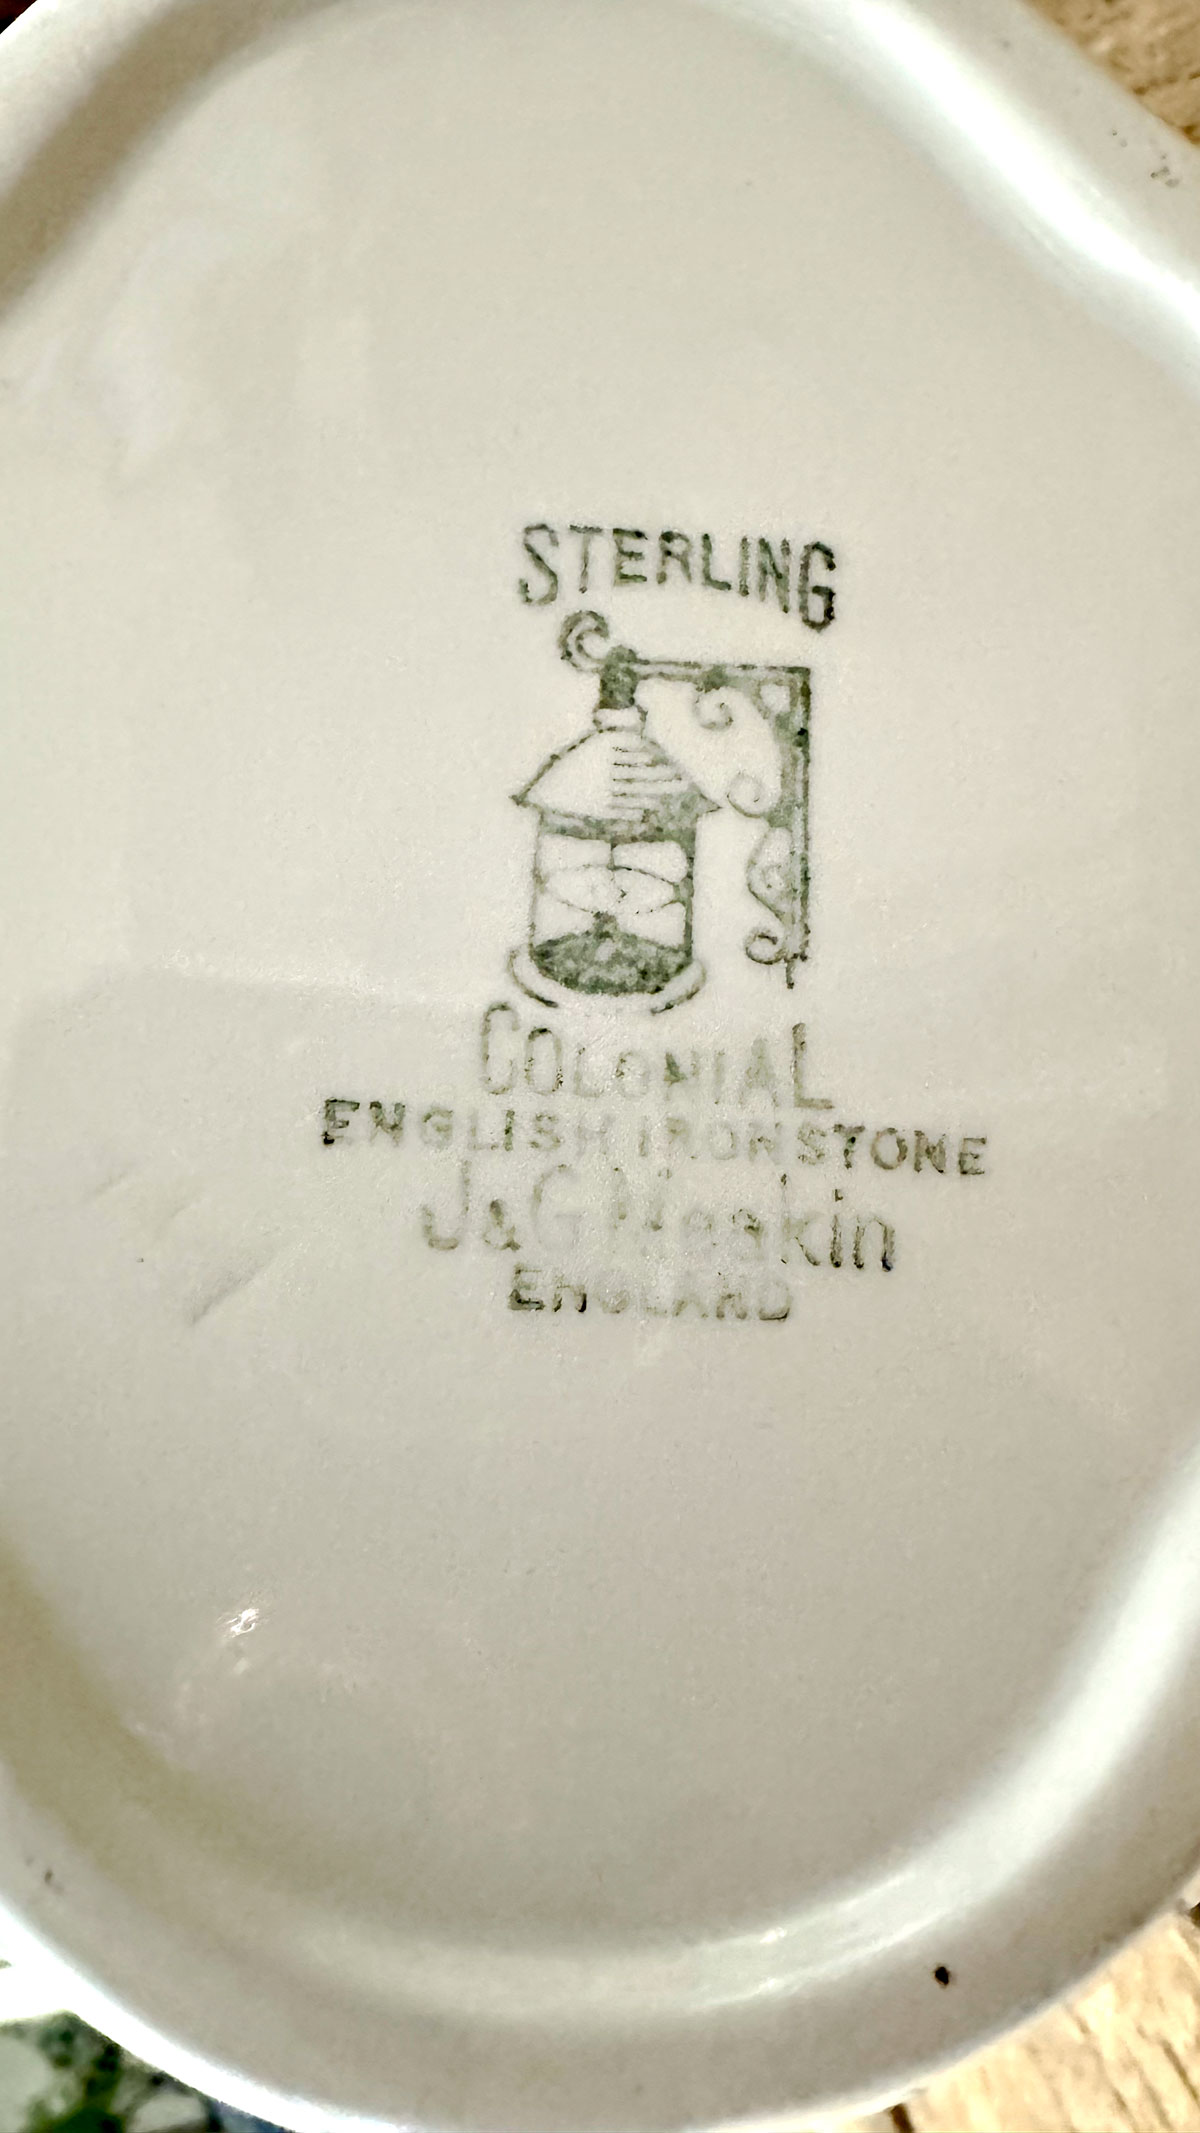 STERLING
COLONIAL
ENGLISH IRONSTONE
J&G Meakin
ENGLAND